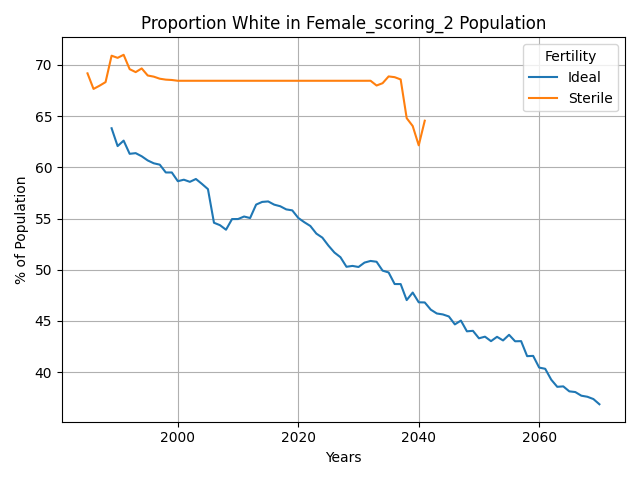 Proportion White in Female_scoring_2 Population
Fertility
Ideal
Sterile
% of Population
70
65
60
55
50
45
40
2000
2020
2040
2060
Years